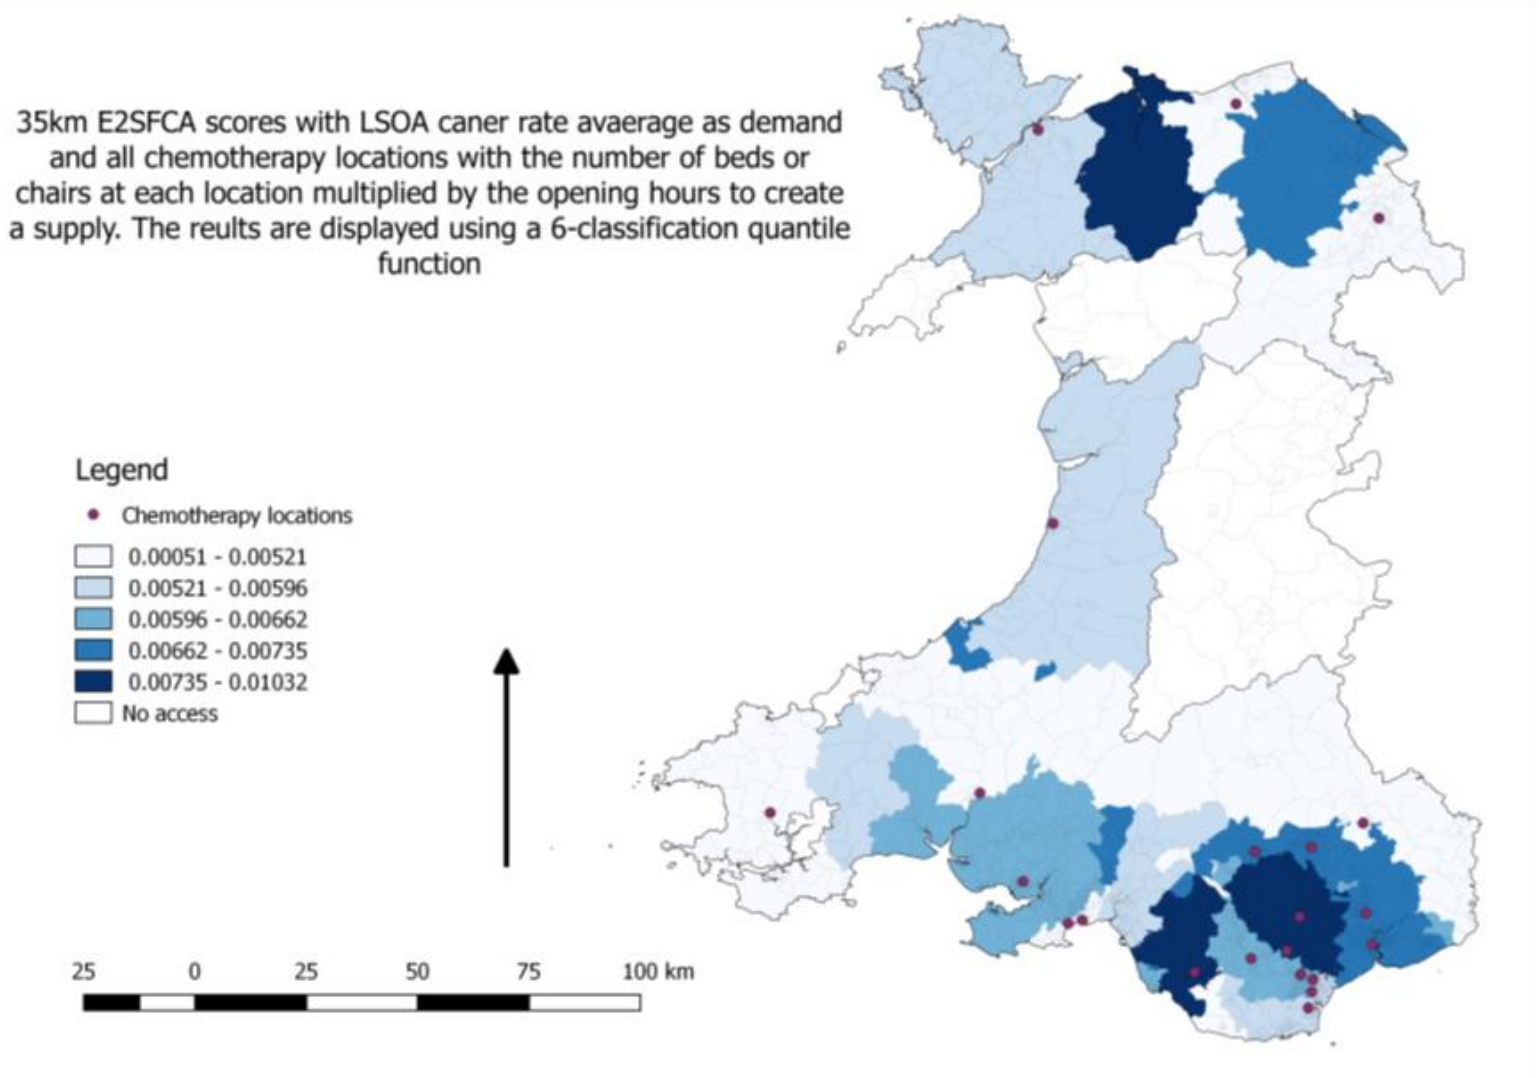 35km E2SFCA scores with LSOA caner rate avaerage as demand
and all chemotherapy locations with the number of beds or
chairs at each location multiplied by the opening hours to create
a supply. The reults are displayed using a 6-classification quantile
function
Legend
Chemotherapy locations
0.00051 - 0.00521
0.00521 - 0.00596
0.00596 - 0.00662
0.00662 - 0.00735
0.00735 - 0.01032
No access
25 0 25 50 75 100 km